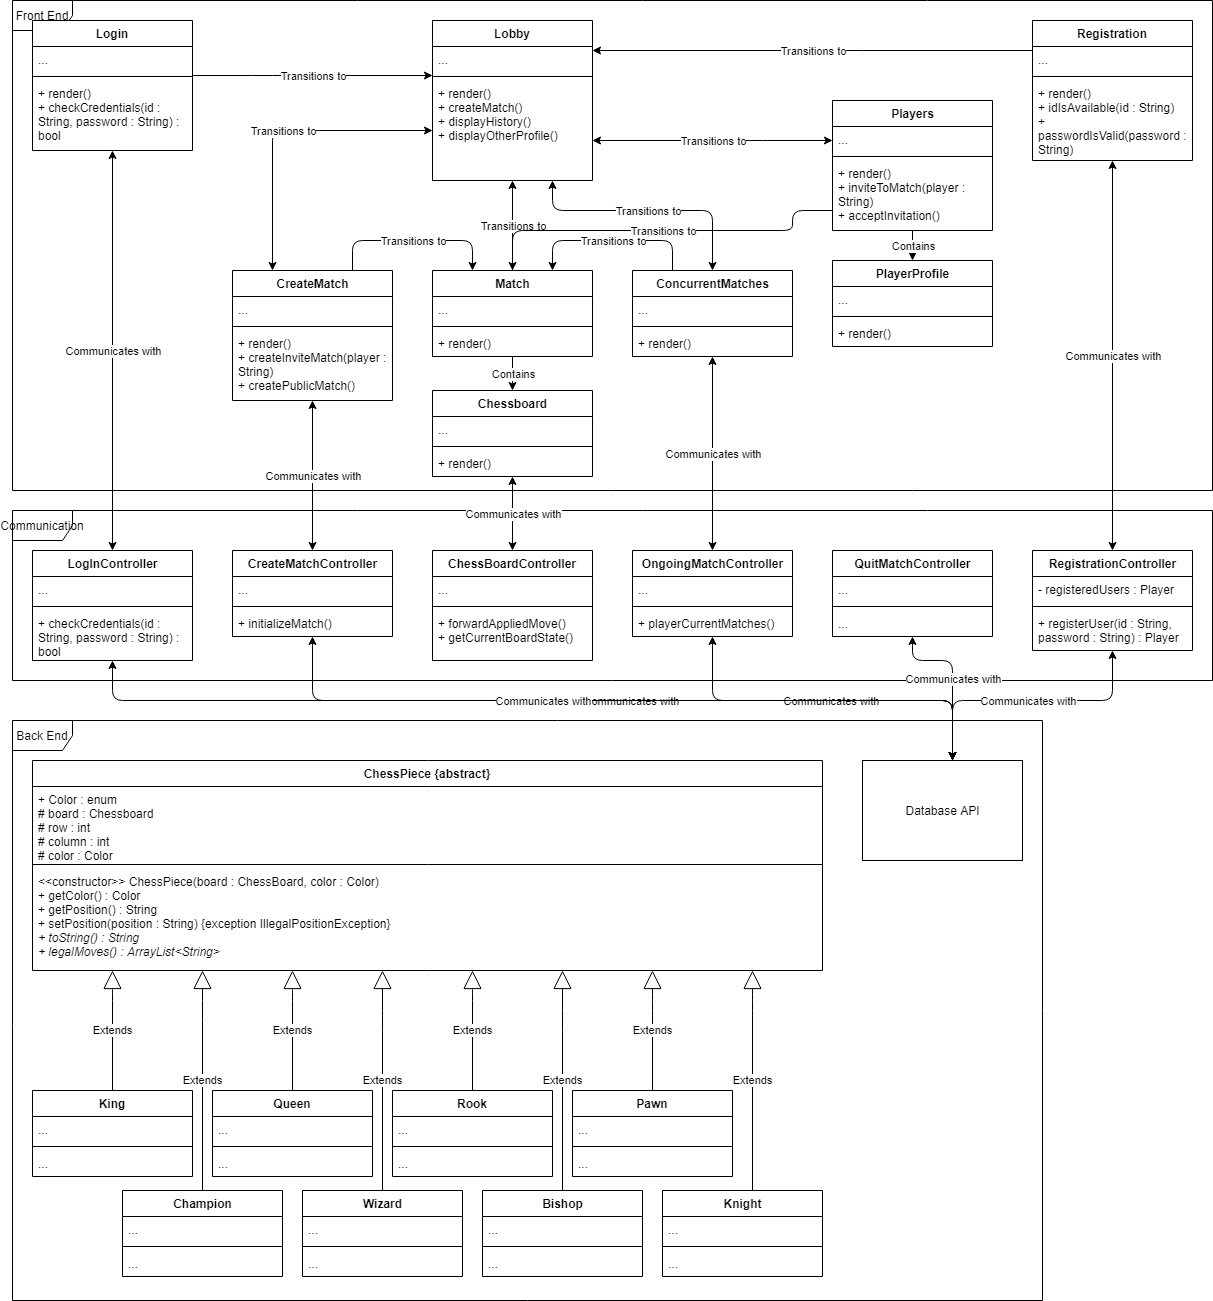 Front End
Login
...
+ render()
+ checkCredentials(id :
String, password : String) :
bool
Lobby
...
+ render()
+ createMatch()
+ displayHistory()
+ displayOtherProfile()
Registration
...
+ render()
+ idIsAvailable(id : String)
+
passwordIsValid(password :
String)
Transitions to
Transitions to
Transitions to
Transitions to
Players
...
+ render()
+ inviteToMatch(player :
String)
+ acceptInvitation()
Transitions to
Transitions to
Transitions to
Transitions to
Transitions to
Contains
CreateMatch
...
+ render()
+ createInviteMatch(player :
String)
+ createPublicMatch()
Match
...
+ render()
ConcurrentMatches
...
+ render()
PlayerProfile
...
+ render()
Contains
Chessboard
...
+ render()
Communicates with
Communicates with
Communicates with
Communicates with
Communicates with
Communication
LogInController
...
+ checkCredentials(id :
String, password : String) :
bool
CreateMatchController
...
+ initializeMatch()
ChessBoardController
...
+ forwardAppliedMove()
+ getCurrentBoardState()
OngoingMatchController
...
+ playerCurrentMatches()
QuitMatchController
...
...
RegistrationController
- registeredUsers : Player
+ registerUser(id : String,
password : String) : Player
Communicates with
Communicates with
ommunicates with
Communicates with
Communicates with
Back End
ChessPiece {abstract}
+ Color : enum
# board : Chessboard
# row : int
# column : int
# color : Color
<<constructor>> ChessPiece(board : ChessBoard, color : Color)
+ getColor() : Color
+ getPosition() : String
+ setPosition(position : String) {exception IllegalPositionException}
+ toString() : String
+ legalMoves() : ArrayList<String>
Database API
Extends
Extends
Extends
Extends
Extends
Extends
Extends
Extends
King
...
...
Queen
...
...
Rook
...
...
Pawn
...
...
Champion
...
...
Wizard
...
...
Bishop
...
...
Knight
...
...